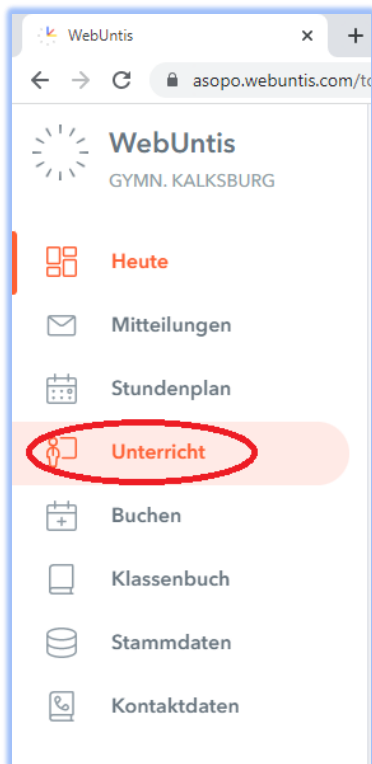 WebUntis
asopo.webuntis.com/to
WebUntis
GYMN. KALKSBURG
Heute
Mitteilungen
Stundenplan
Unterricht
Buchen
Klassenbuch
Stammdaten
Kontaktdaten